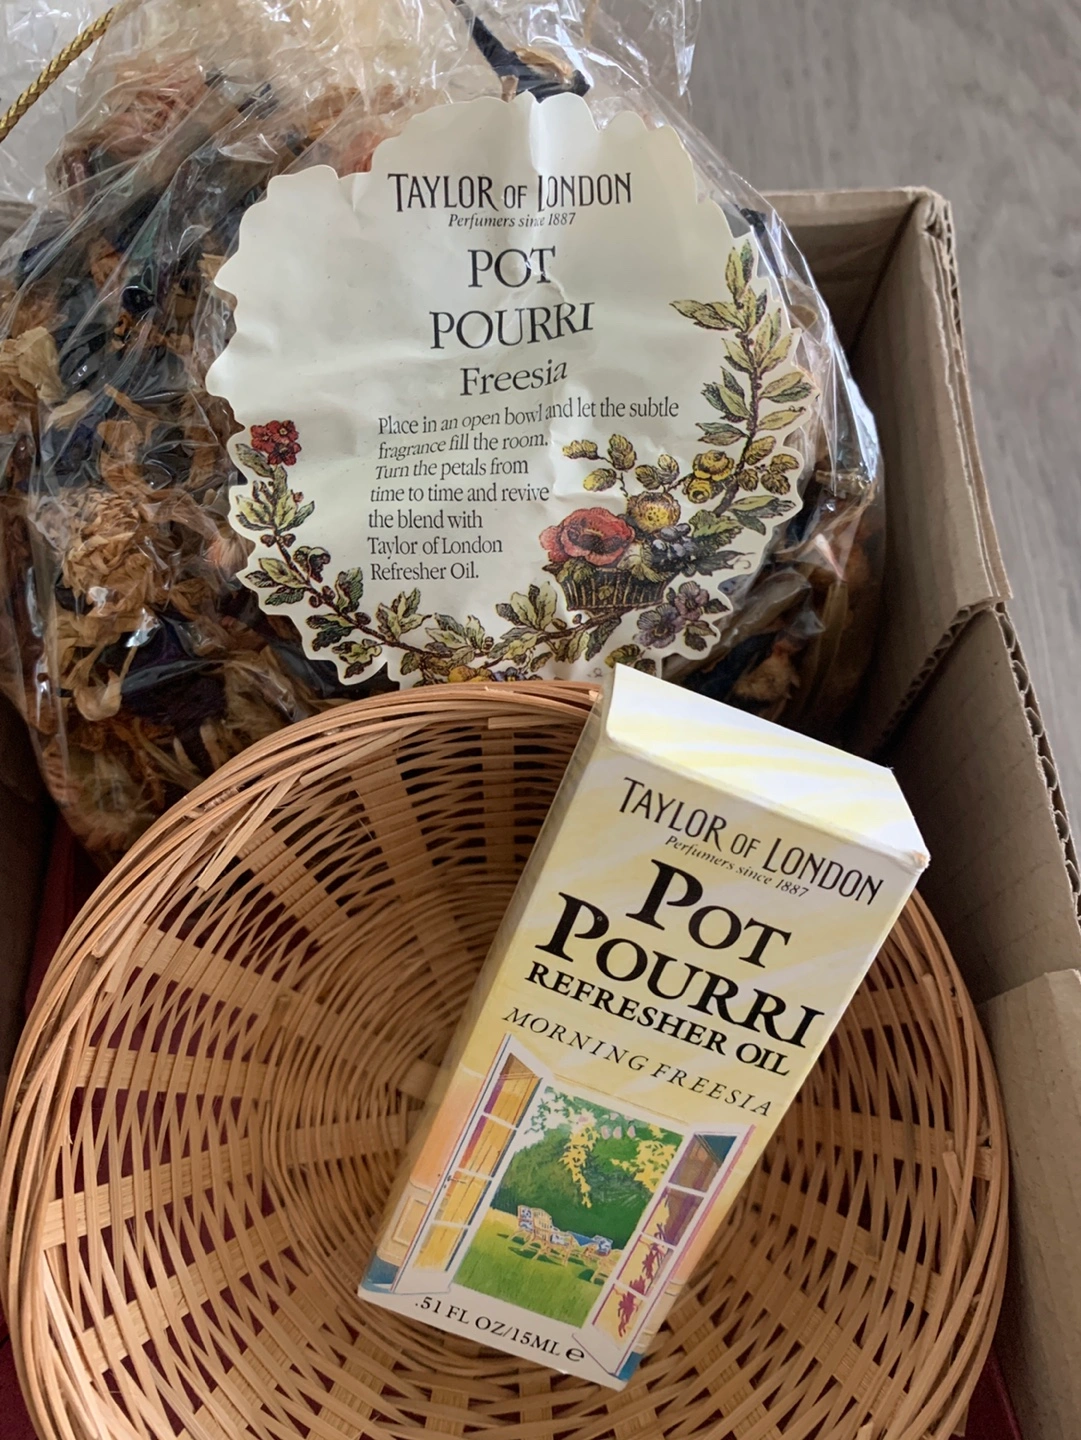 TAYLOR OF LONDON
Perfumers since 1887
POT
POURRI
Freesia
Place in an open bowl and let the subtle
fragrance fill the room.
Turn the petals from
time to time and revive
the blend with
Taylor of London
Refresher Oil.
TAYLOR OF LONDON
Perfumers since 1887
POT
POURRI
REFRESHER OIL
MORNING FREESIA
.51 FL OZ/15ML ℮